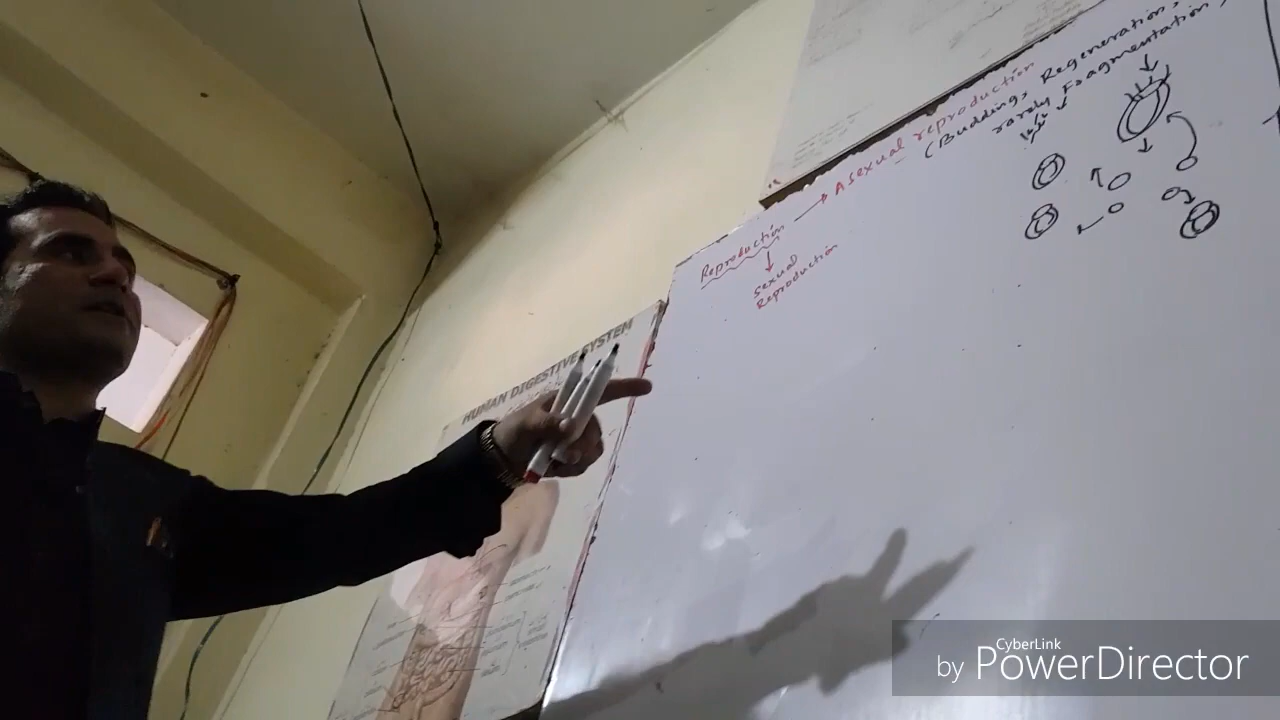 Reproduction → Asexual reproduction
(Budding, Regeneration,
rarely Fragmentation)
Sexual
Reproduction
HUMAN DIGESTIVE SYSTEM
CyberLink
by PowerDirector